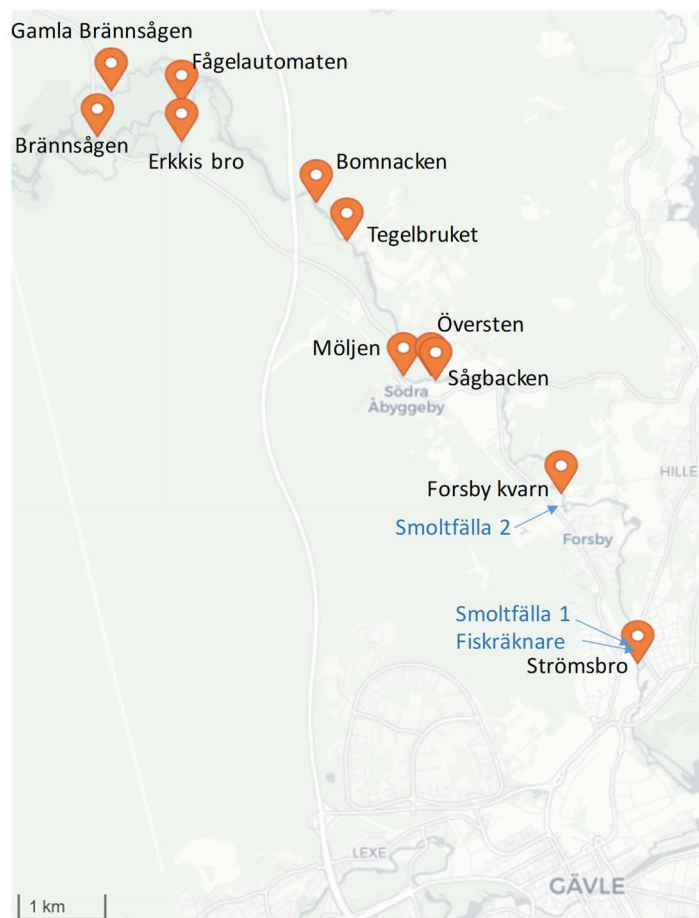 Gamla Brännsågen
Fågelautomaten
Brännsågen
Erkkis bro
Bomnacken
Tegelbruket
Översten
Möljen
Sågbacken
Södra
Åbyggeby
Forsby kvarn
HILLE
Smoltfälla 2
Forsby
Smoltfälla 1
Fiskräknare
Strömsbro
LEXE
GÄVLE
1 km